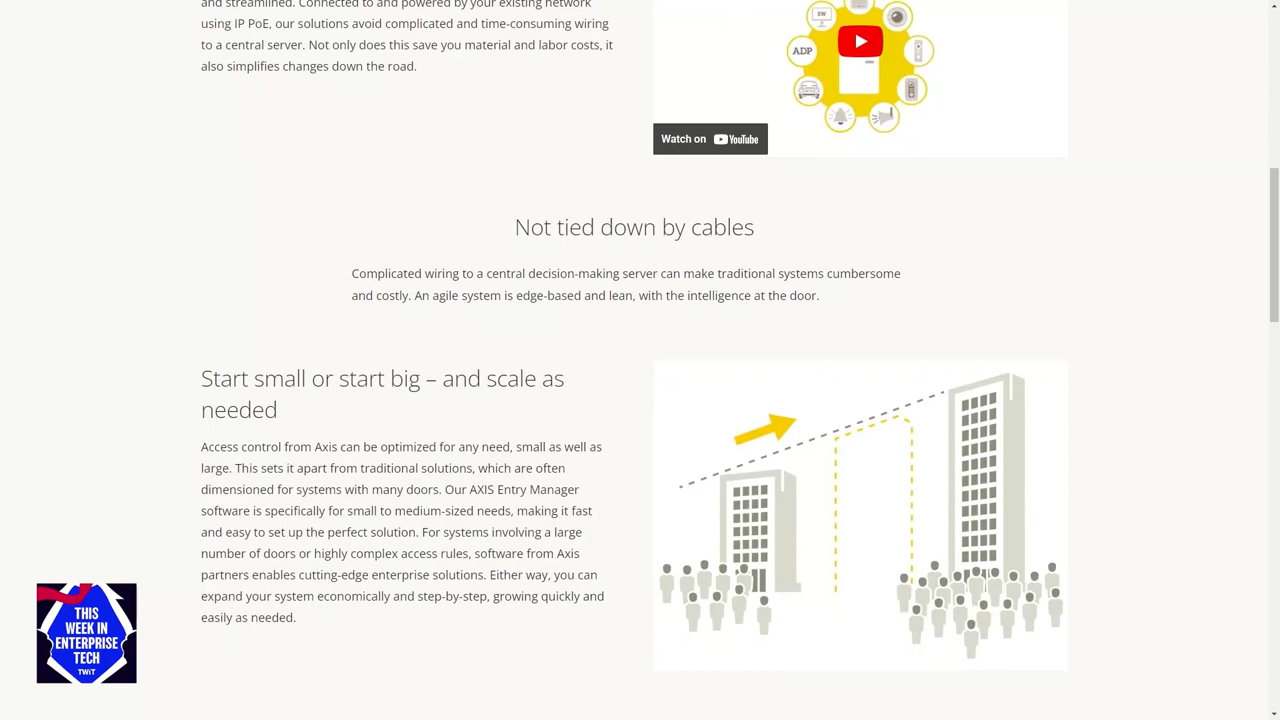 and streamlined. Connected to and powered by your existing network
using IP PoE, our solutions avoid complicated and time-consuming wiring
to a central server. Not only does this save you material and labor costs, it
also simplifies changes down the road.
SW
ADP
Watch on YouTube
Not tied down by cables
Complicated wiring to a central decision-making server can make traditional systems cumbersome
and costly. An agile system is edge-based and lean, with the intelligence at the door.
Start small or start big – and scale as
needed
Access control from Axis can be optimized for any need, small as well as
large. This sets it apart from traditional solutions, which are often
dimensioned for systems with many doors. Our AXIS Entry Manager
software is specifically for small to medium-sized needs, making it fast
and easy to set up the perfect solution. For systems involving a large
number of doors or highly complex access rules, software from Axis
partners enables cutting-edge enterprise solutions. Either way, you can
expand your system economically and step-by-step, growing quickly and
easily as needed.
THIS
WEEK IN
ENTERPRISE
TECH
TWiT